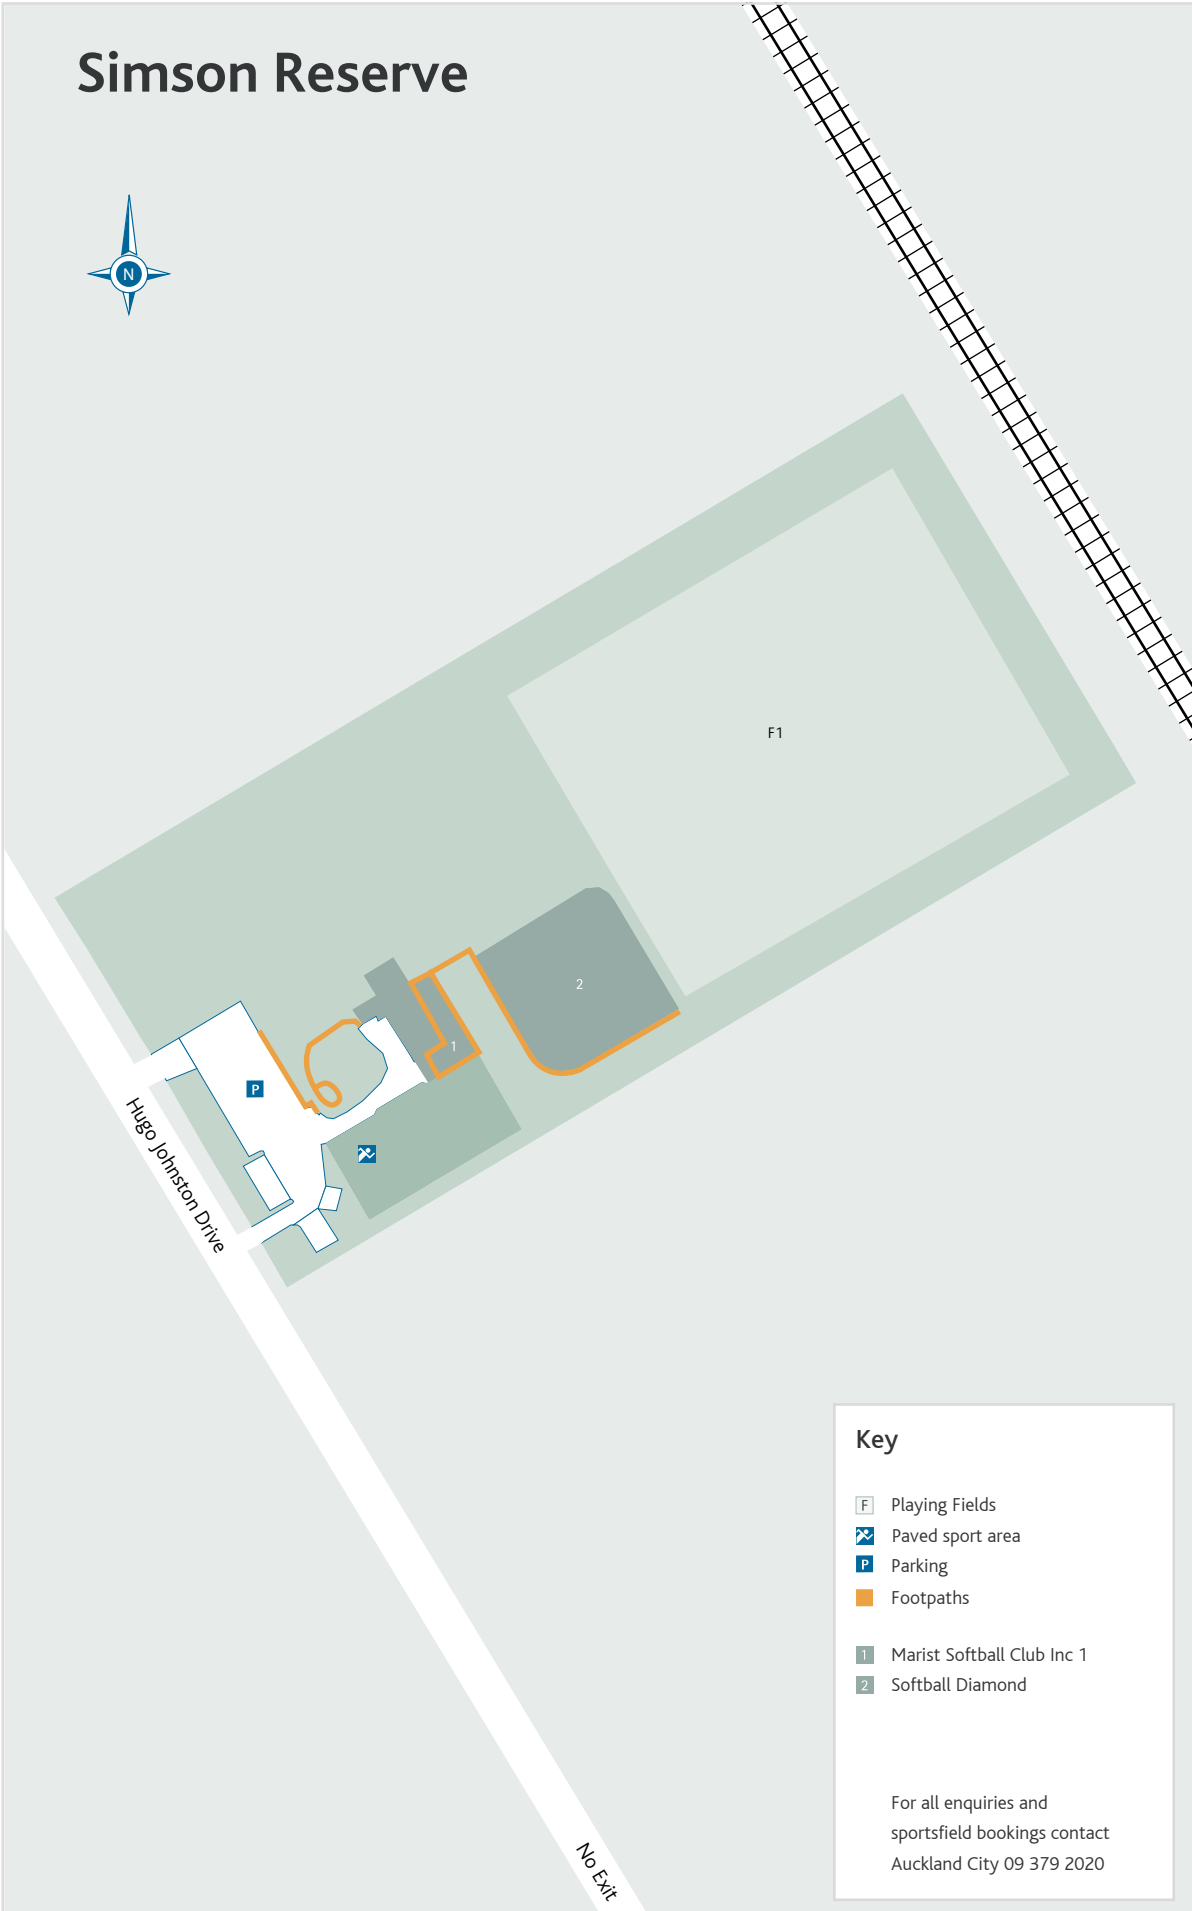 Simson Reserve
N
F1
2
1
P
Hugo Johnston Drive
No Exit
Key
F Playing Fields
Paved sport area
P Parking
Footpaths
1 Marist Softball Club Inc 1
2 Softball Diamond
For all enquiries and
sportsfield bookings contact
Auckland City 09 379 2020